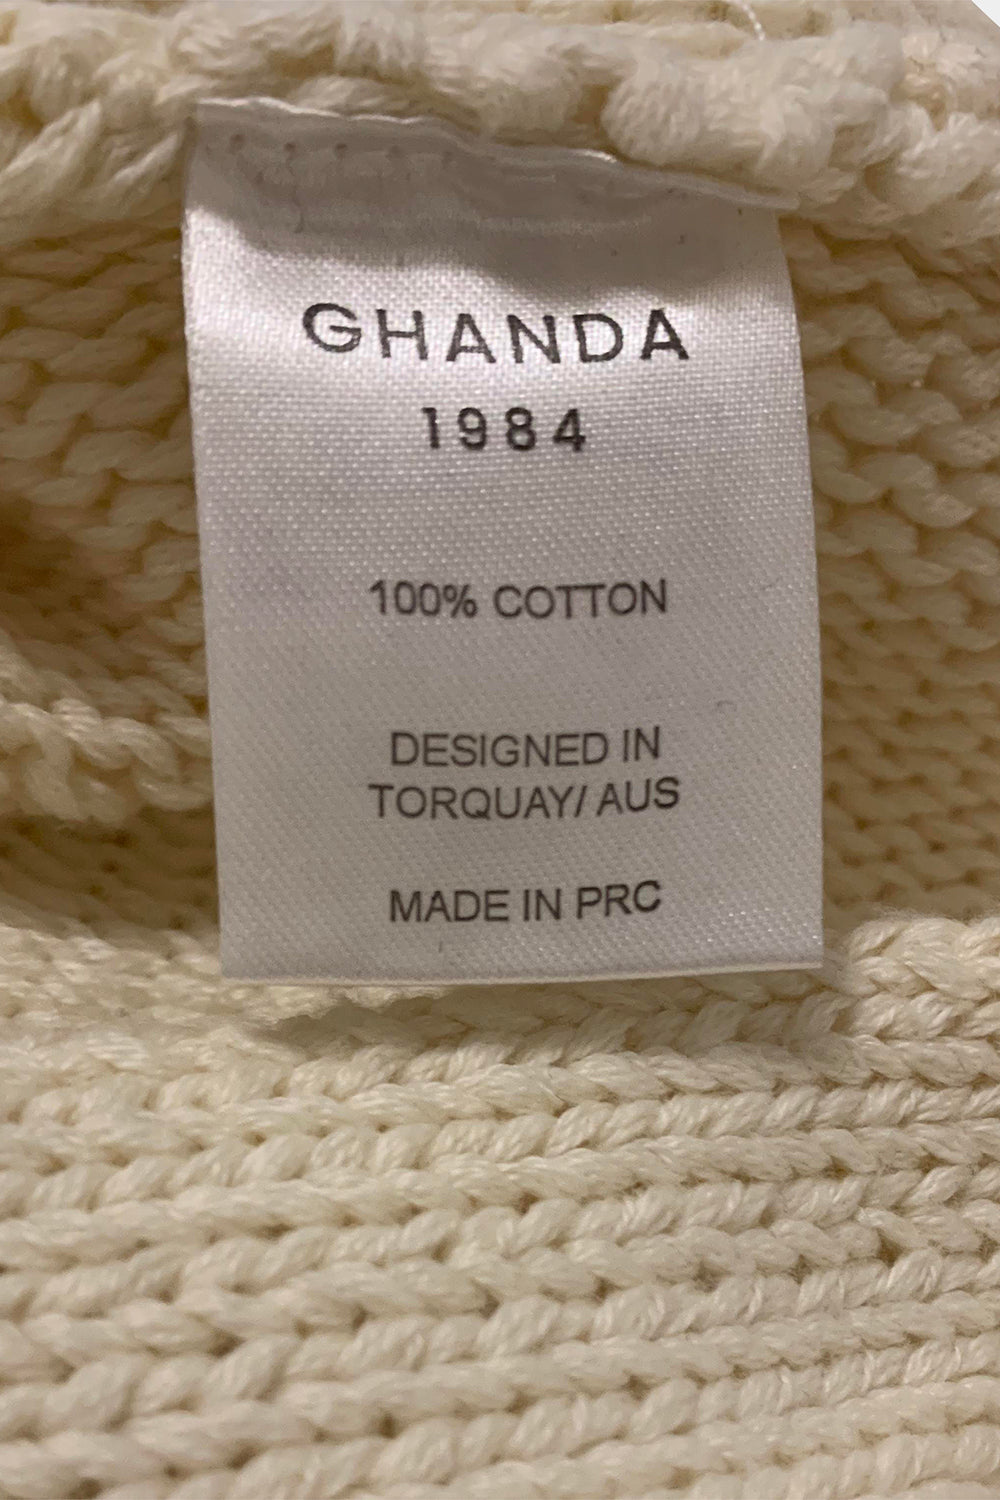 GHANDA
1984
100% COTTON
DESIGNED IN
TORQUAY/ AUS
MADE IN PRC